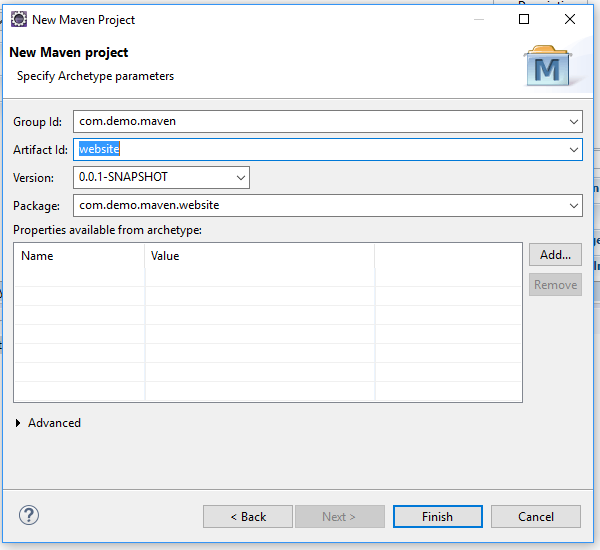 New Maven Project
New Maven project
Specify Archetype parameters
M
Group Id: com.demo.maven
Artifact Id: website
Version: 0.0.1-SNAPSHOT
Package: com.demo.maven.website
Properties available from archetype:
Name Value
Add...
Remove
Advanced
? < Back Next > Finish Cancel